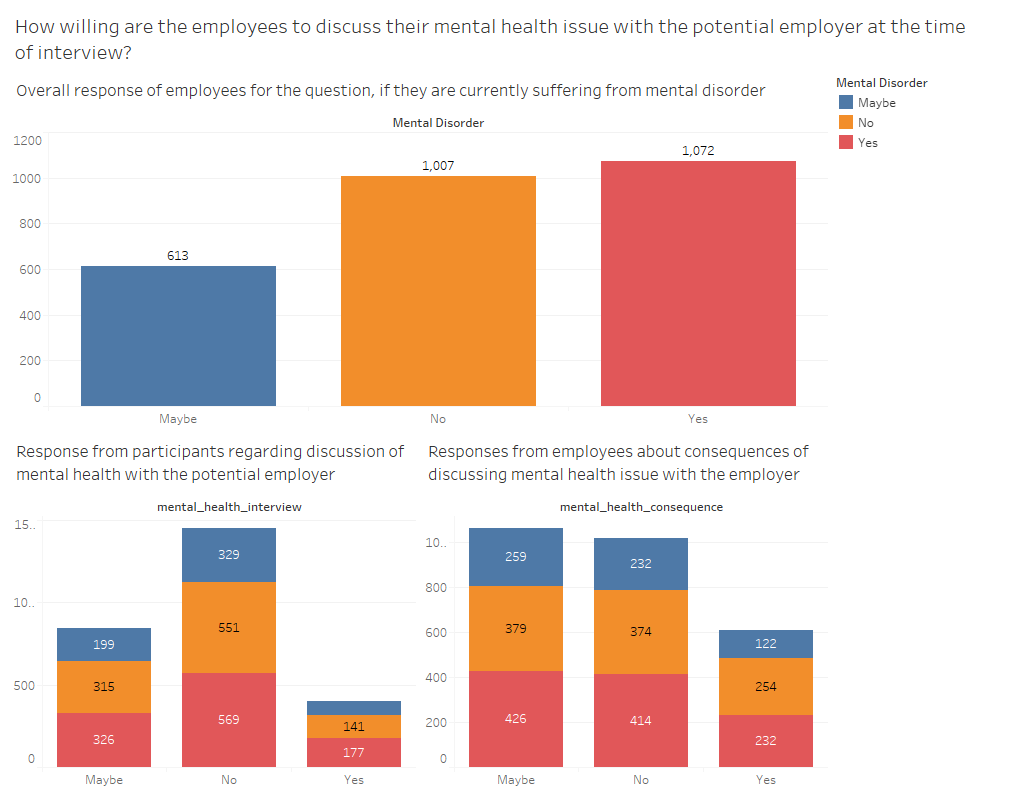 How willing are the employees to discuss their mental health issue with the potential employer at the time
of interview?
Overall response of employees for the question, if they are currently suffering from mental disorder
Mental Disorder
Maybe
No
Yes
Mental Disorder
1200
1000
800
600
400
200
0
613
1,007
1,072
Maybe
No
Yes
Response from participants regarding discussion of
mental health with the potential employer
mental_health_interview
15..
10..
500
0
199
315
326
329
551
569
141
177
Maybe
No
Yes
Responses from employees about consequences of
discussing mental health issue with the employer
mental_health_consequence
10..
800
600
400
200
0
259
379
426
232
374
414
122
254
232
Maybe
No
Yes